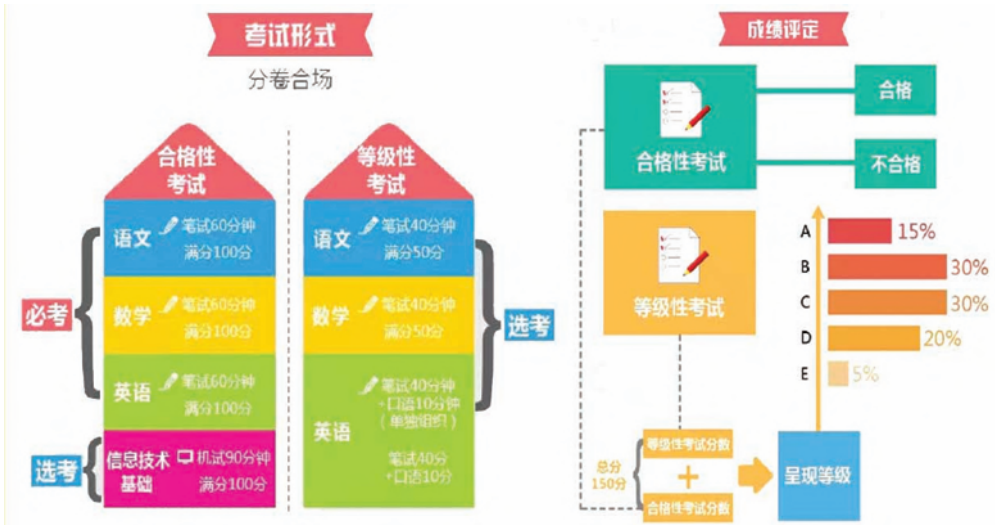 考试形式
分卷合场
合格性
考试
语文
笔试60分钟
满分100分
数学
笔试60分钟
满分100分
英语
笔试60分钟
满分100分
信息技术
基础
机试90分钟
满分100分
必考
选考
等级性
考试
语文
笔试40分钟
满分50分
数学
笔试40分钟
满分50分
英语
笔试40分钟
+口语10分钟
(单独组织)
笔试40分
+口语10分
选考
成绩评定
合格性考试
合格
不合格
等级性考试
A 15%
B 30%
C 30%
D 20%
E 5%
总分
150分
等级性考试分数
+
合格性考试分数
呈现等级